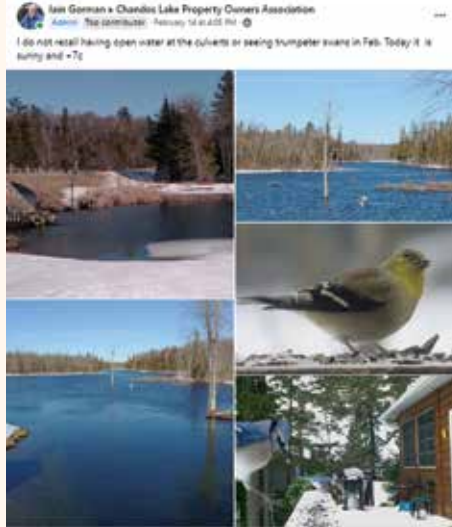 Iain Gorman ▸ Chandos Lake Property Owners Association
Admin Top contributor · February 14 at 4:05 PM ·
I do not recall having open water at the culverts or seeing trumpeter swans in Feb. Today it is
sunny and +7c